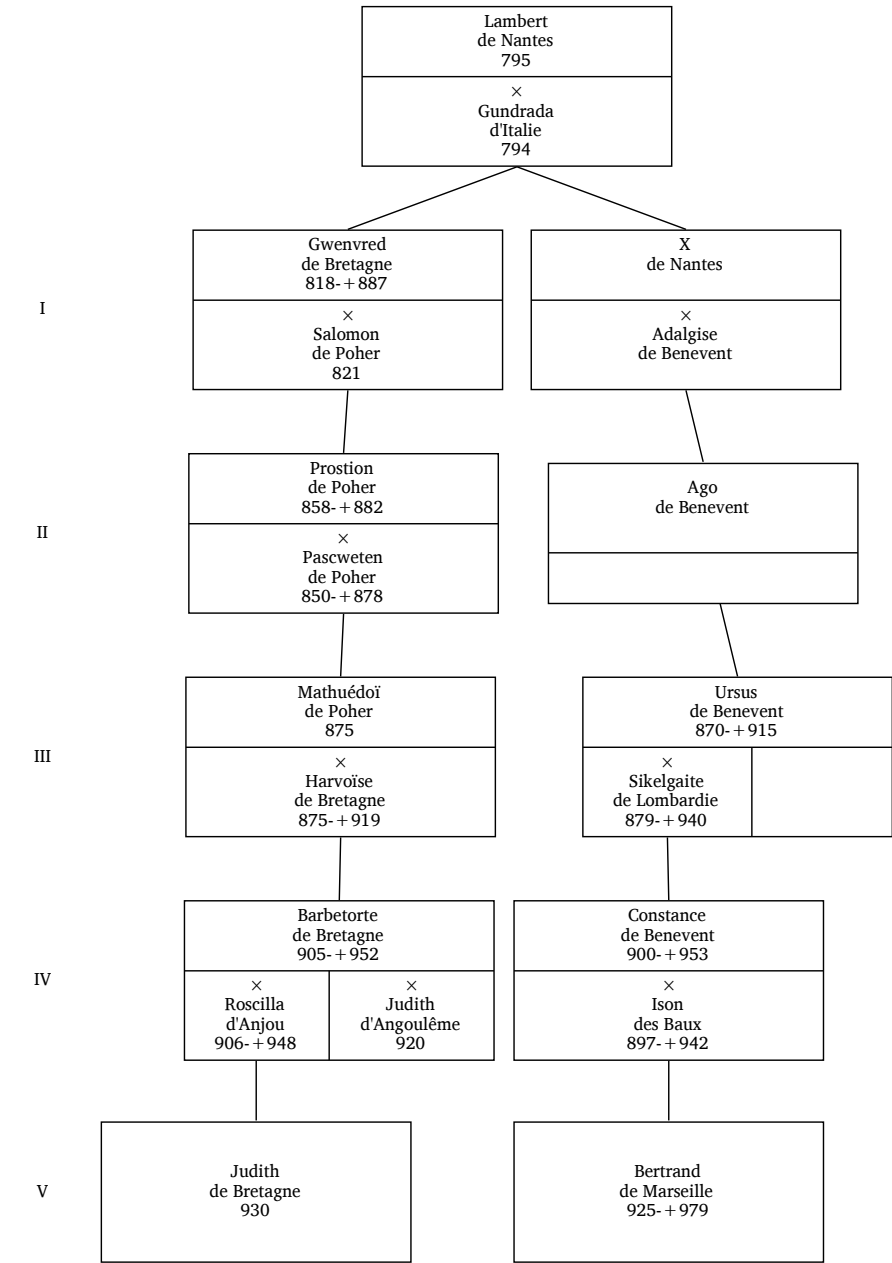 Lambert
de Nantes
795
×
Gundrada
d'Italie
794
I
Gwenvred
de Bretagne
818-+887
×
Salomon
de Poher
821
X
de Nantes
×
Adalgise
de Benevent
II
Prostion
de Poher
858-+882
×
Pascweten
de Poher
850-+878
Ago
de Benevent
III
Mathuédoï
de Poher
875
×
Harvoïse
de Bretagne
875-+919
Ursus
de Benevent
870-+915
×
Sikelgaite
de Lombardie
879-+940
IV
Barbetorte
de Bretagne
905-+952
×
Roscilla
d'Anjou
906-+948
×
Judith
d'Angoulême
920
Constance
de Benevent
900-+953
×
Ison
des Baux
897-+942
V
Judith
de Bretagne
930
Bertrand
de Marseille
925-+979